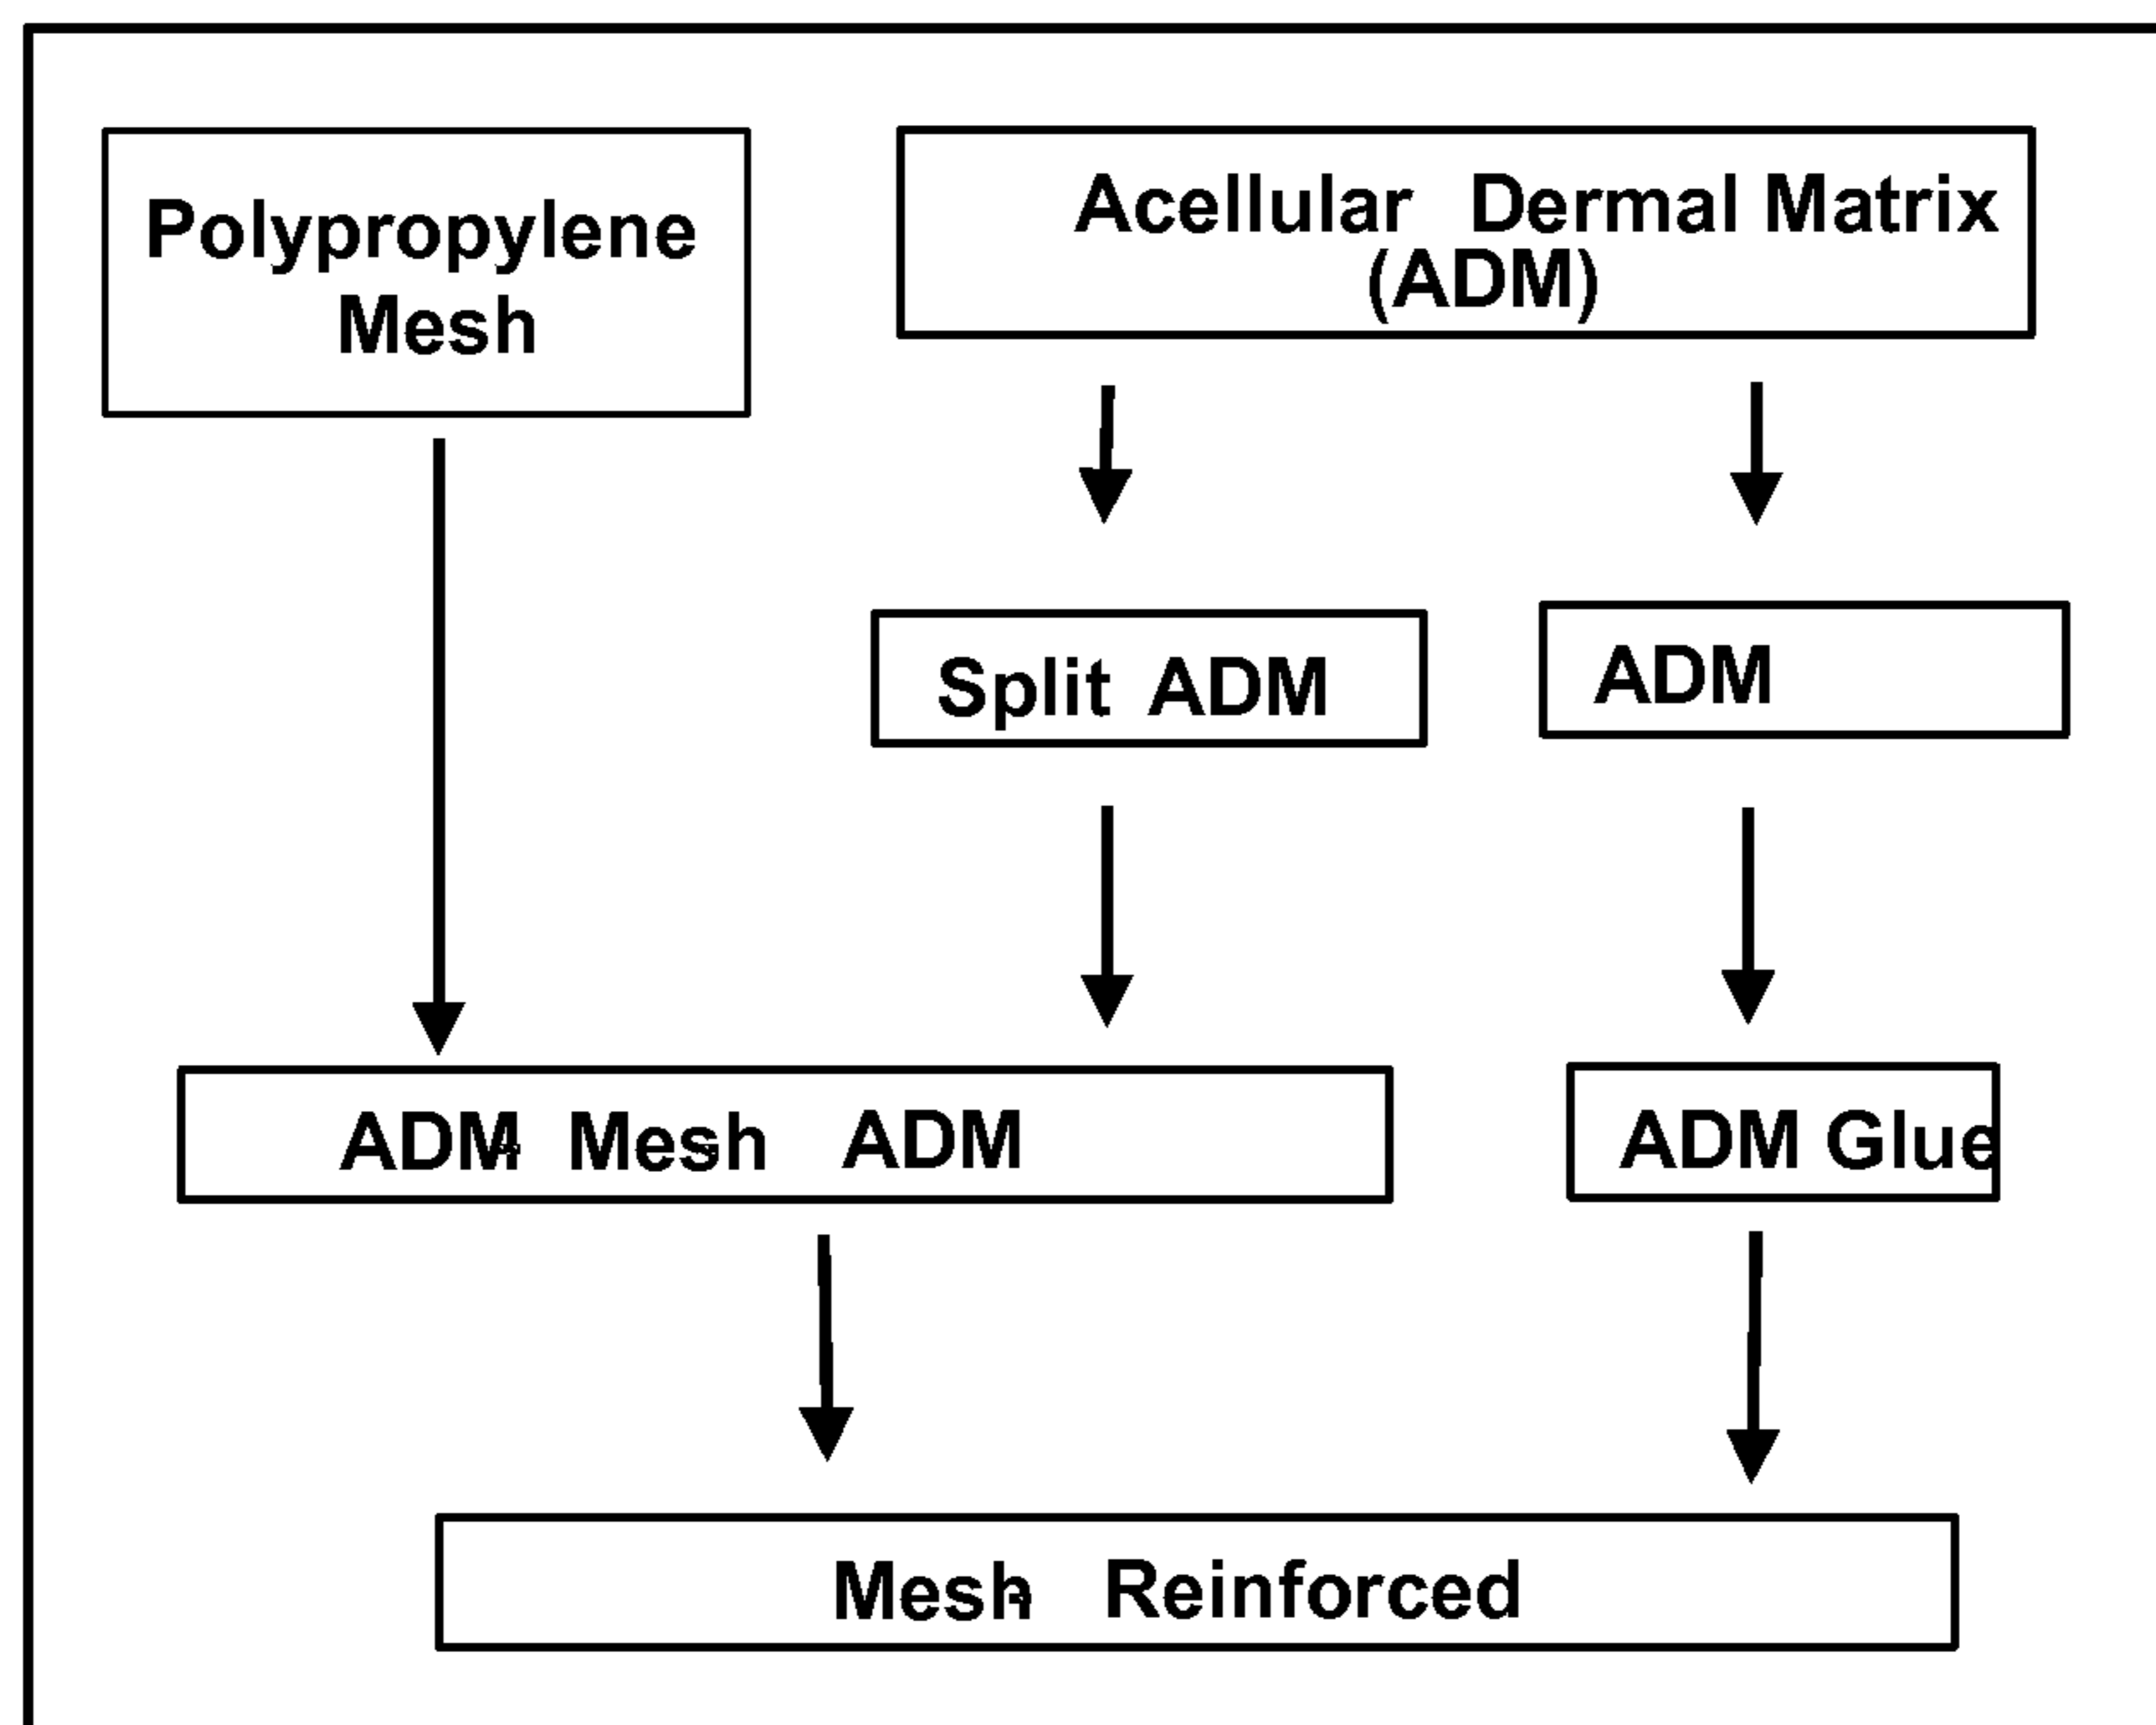 Polypropylene
Mesh
Acellular Dermal Matrix
(ADM)
Split ADM
ADM
ADM Mesh ADM
ADM Glue
Mesh Reinforced